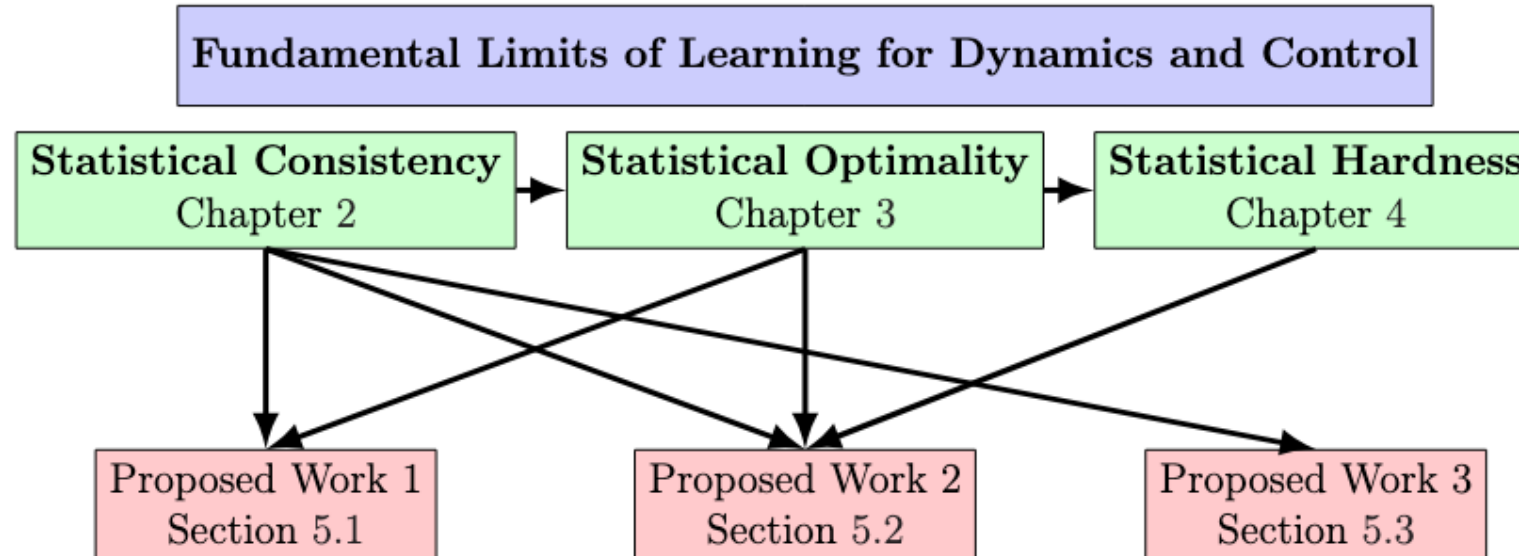 Fundamental Limits of Learning for Dynamics and Control
Statistical Consistency
Chapter 2
Statistical Optimality
Chapter 3
Statistical Hardness
Chapter 4
Proposed Work 1
Section 5.1
Proposed Work 2
Section 5.2
Proposed Work 3
Section 5.3